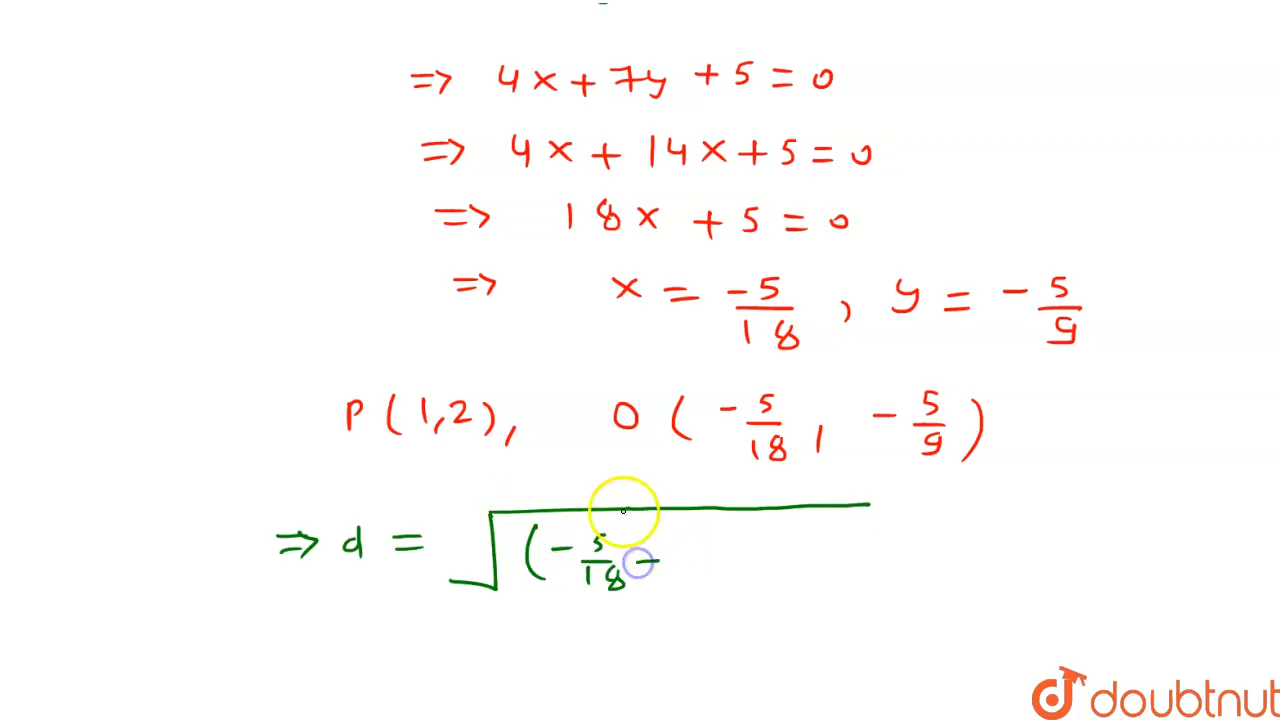 => 4x + 7y + 5 = 0
=> 4x + 14x + 5 = 0
=> 18x + 5 = 0
=> x = -5/18 , y = -5/9
P(1,2), O(-5/18, -5/9)
=> d = √(-5/18 -
doubtnut